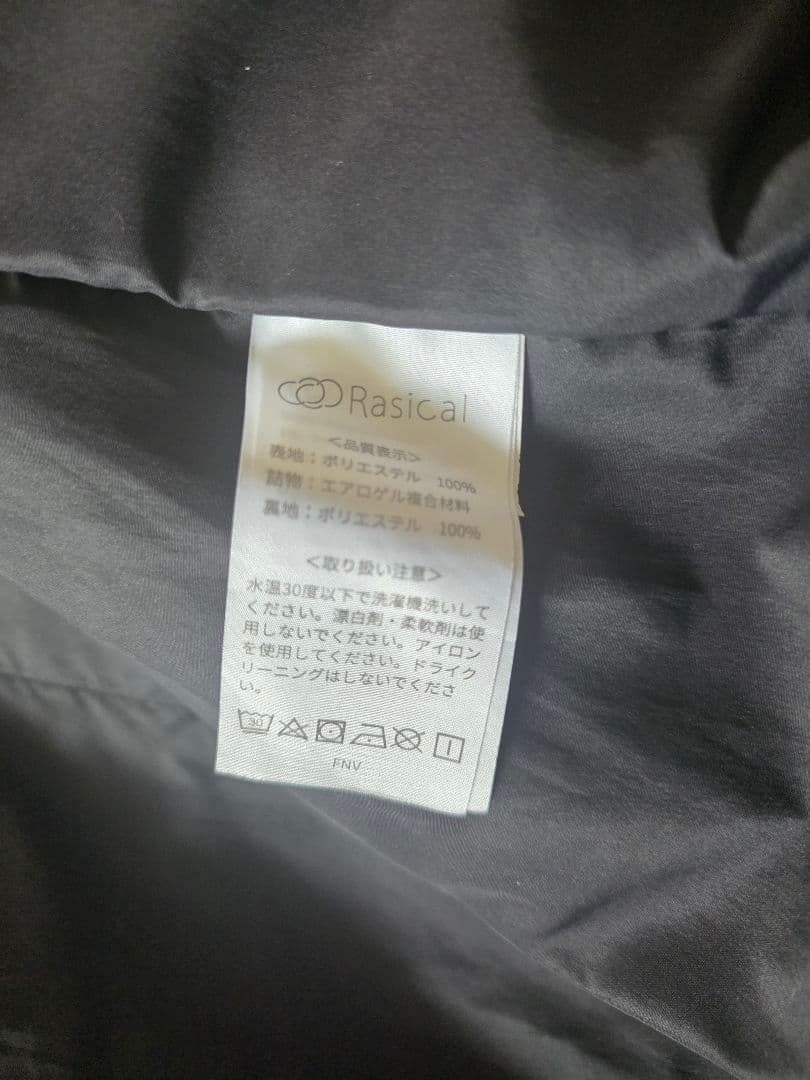 Rasical
<品質表示>
表地：ポリエステル 100%
詰物：エアロゲル複合材料
裏地：ポリエステル 100%
<取り扱い注意>
水温30度以下で洗濯機洗いして
ください。漂白剤・柔軟剤は使
用しないでください。アイロン
を使用してください。ドライク
リーニングはしないでくださ
い。
30
FNV